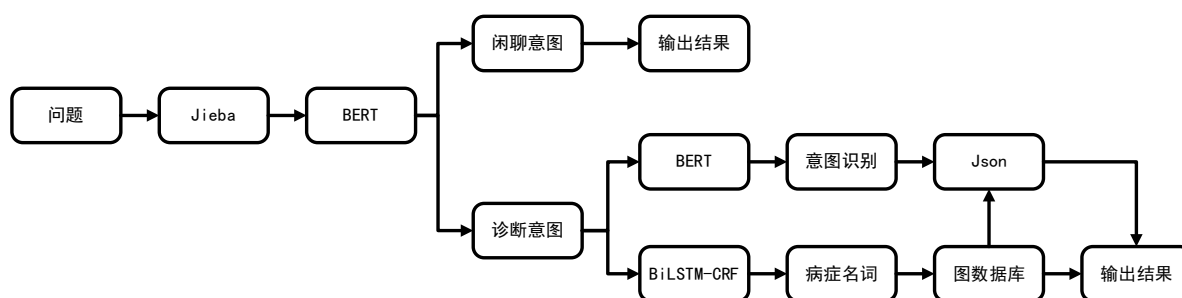 闲聊意图
输出结果
问题
Jieba
BERT
BERT
意图识别
Json
诊断意图
BiLSTM-CRF
病症名词
图数据库
输出结果